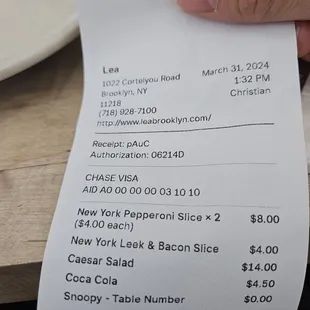 Lea
March 31, 2024
1022 Cortelyou Road
1:32 PM
Brooklyn, NY
Christian
11218
(718) 928-7100
http://www.leabrooklyn.com/
Receipt: pAuC
Authorization: 06214D
CHASE VISA
AID A0 00 00 00 03 10 10
New York Pepperoni Slice × 2 $8.00
($4.00 each)
New York Leek & Bacon Slice $4.00
Caesar Salad $14.00
Coca Cola $4.50
Snoopy - Table Number $0.00